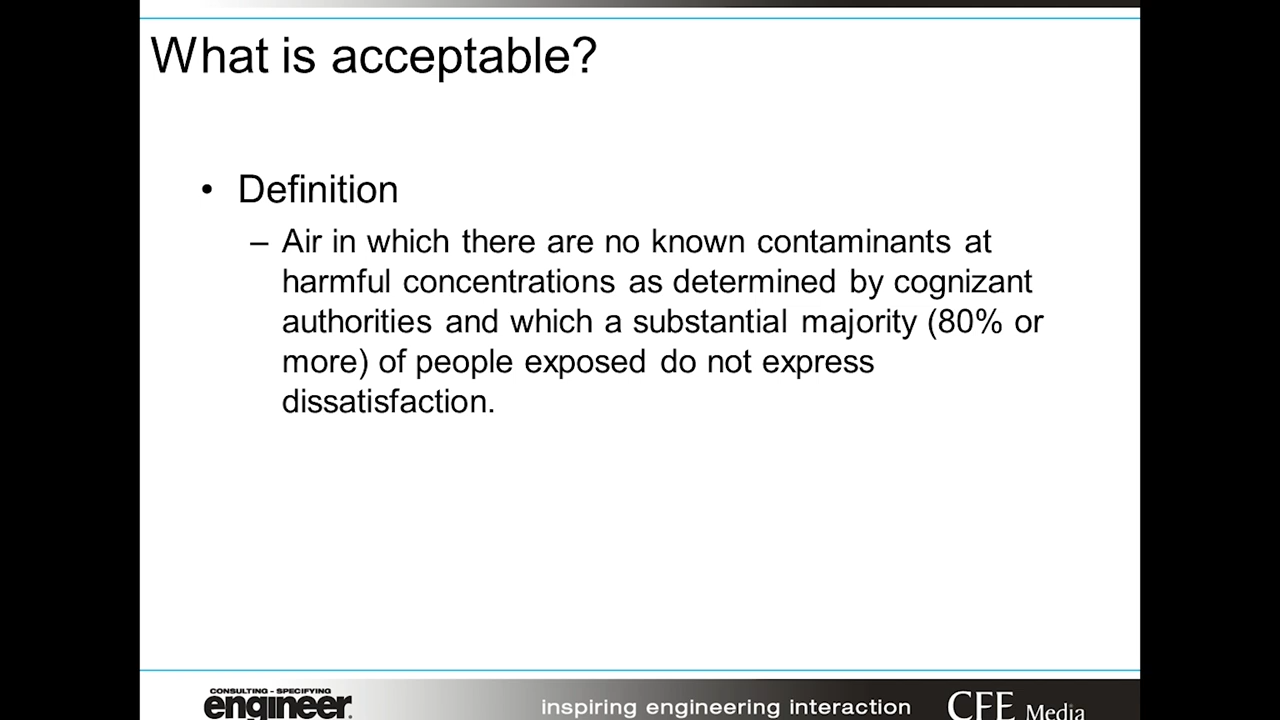 What is acceptable?
• Definition
– Air in which there are no known contaminants at
harmful concentrations as determined by cognizant
authorities and which a substantial majority (80% or
more) of people exposed do not express
dissatisfaction.
CONSULTING - SPECIFYING
engineer®
inspiring engineering interaction
CFE Media